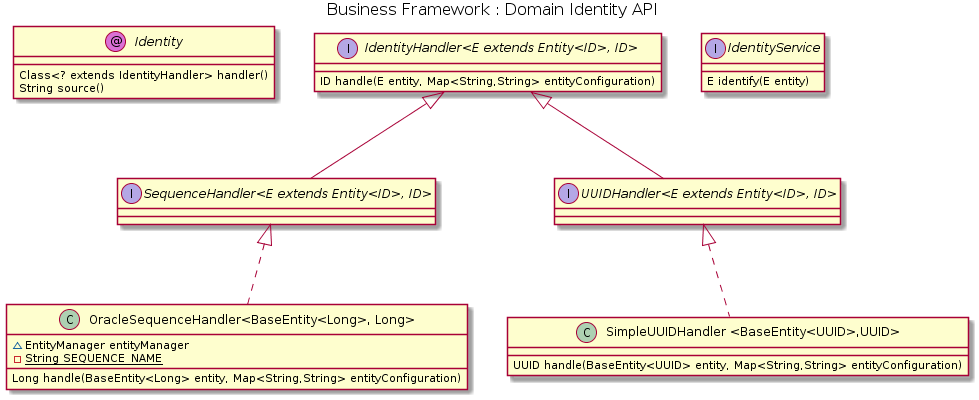 Business Framework : Domain Identity API
@ Identity
Class<? extends IdentityHandler> handler()
String source()
I IdentityHandler<E extends Entity<ID>, ID>
ID handle(E entity, Map<String,String> entityConfiguration)
I IdentityService
E identify(E entity)
I SequenceHandler<E extends Entity<ID>, ID>
I UUIDHandler<E extends Entity<ID>, ID>
C OracleSequenceHandler<BaseEntity<Long>, Long>
EntityManager entityManager
String SEQUENCE_NAME
Long handle(BaseEntity<Long> entity, Map<String,String> entityConfiguration)
C SimpleUUIDHandler <BaseEntity<UUID>,UUID>
UUID handle(BaseEntity<UUID> entity, Map<String,String> entityConfiguration)